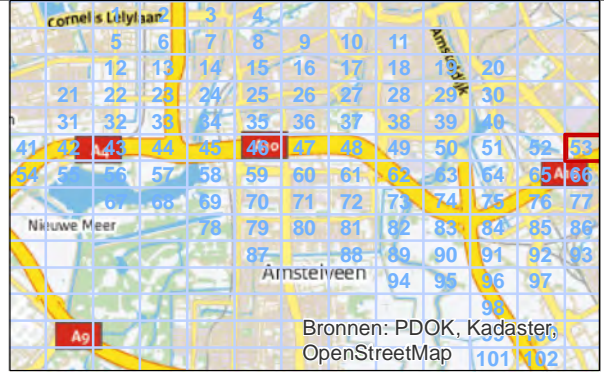 Cornelis Lelylaan 1 2 3 4
5 6 7 8 9 10 11
Amsteldijk
12 13 14 15 16 17 18 19 20
21 22 23 24 25 26 27 28 29 30
31 32 33 34 35 36 37 38 39 40
41 42 43 44 45 46 47 48 49 50 51 52 53
54 55 56 57 58 59 60 61 62 63 64 65 66
67 68 69 70 71 72 73 74 75 76 77
Nieuwe Meer 78 79 80 81 82 83 84 85 86
87 88 89 90 91 92 93
Amstelveen 94 95 96 97
98
A9 Bronnen: PDOK, Kadaster,
OpenStreetMap
101 102